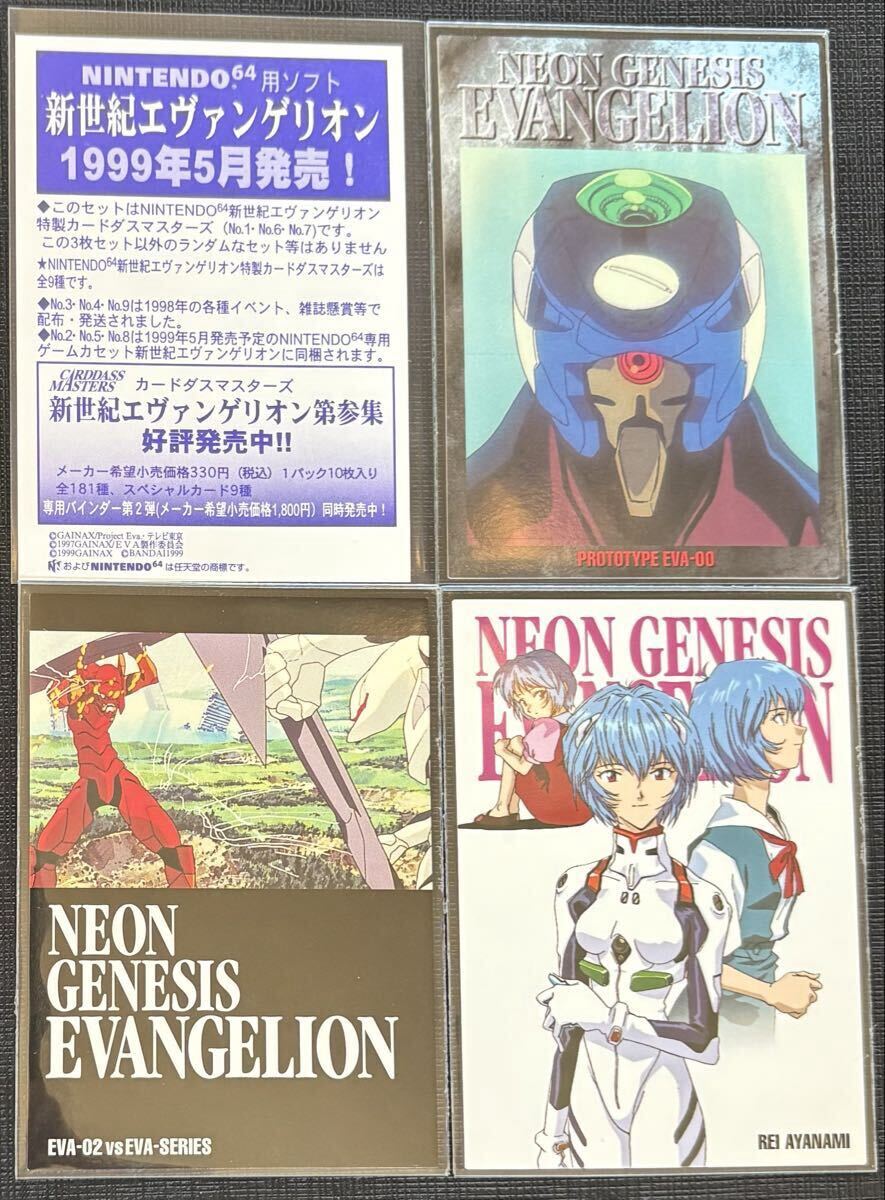 NINTENDO64用ソフト
新世紀エヴァンゲリオン
1999年5月発売！
◆このセットはNINTENDO64新世紀エヴァンゲリオン
特製カードダスマスターズ（No.1･No.6･No.7)です。
この3枚セット以外のランダムなセット等はありません
★NINTENDO64新世紀エヴァンゲリオン特製カードダスマスターズは
全9種です。
◆No.3･No.4･No.9は1998年の各種イベント、雑誌懸賞等で
配布・発送されました。
◆No.2･No.5･No.8は1999年5月発売予定のNINTENDO64専用
ゲームカセット新世紀エヴァンゲリオンに同梱されます。
CARDDASS
MASTERS カードダスマスターズ
新世紀エヴァンゲリオン第参集
好評発売中!!
メーカー希望小売価格330円（税込）1パック10枚入り
全181種、スペシャルカード9種
専用バインダー第2弾(メーカー希望小売価格1,800円）同時発売中！
©GAINAX/Project Eva.・テレビ東京
©1997GAINAX/EVA製作委員会
©1999GAINAX ©BANDAI1999
およびNINTENDO64は任天堂の商標です。
NEON GENESIS
EVANGELION
PROTOTYPE EVA-00
NEON
GENESIS
EVANGELION
EVA-02 vs EVA-SERIES
NEON GENESIS
EVANGELION
00
REI AYANAMI